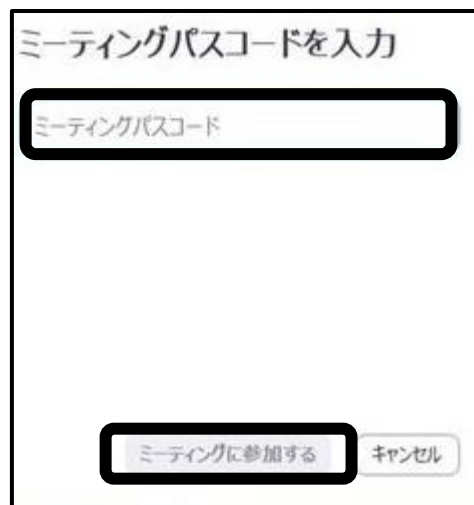 ミーティングパスコードを入力
ミーティングパスコード
ミーティングに参加する キャンセル